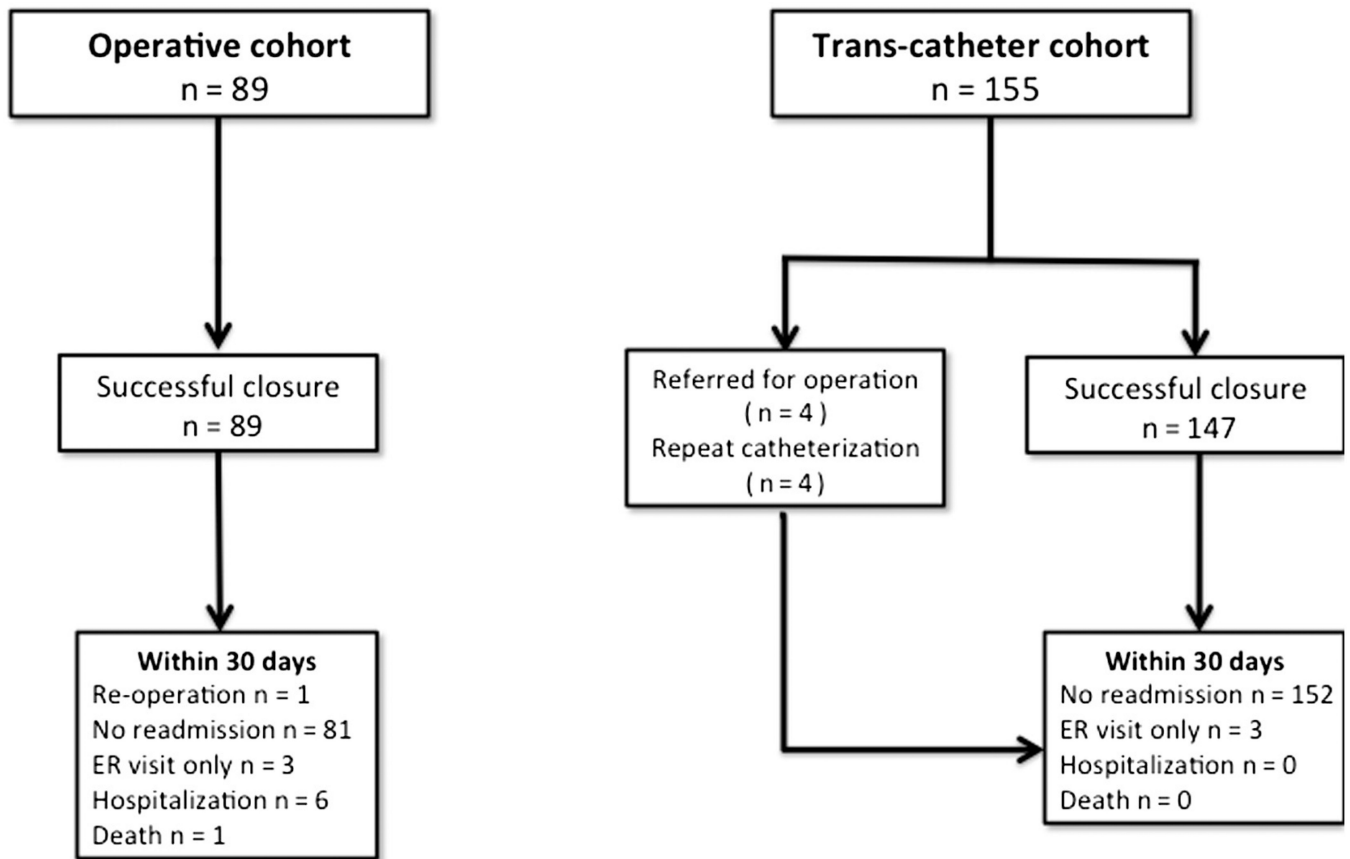 Operative cohort
n = 89
Successful closure
n = 89
Within 30 days
Re-operation n = 1
No readmission n = 81
ER visit only n = 3
Hospitalization n = 6
Death n = 1
Trans-catheter cohort
n = 155
Referred for operation
( n = 4 )
Repeat catheterization
( n = 4 )
Successful closure
n = 147
Within 30 days
No readmission n = 152
ER visit only n = 3
Hospitalization n = 0
Death n = 0